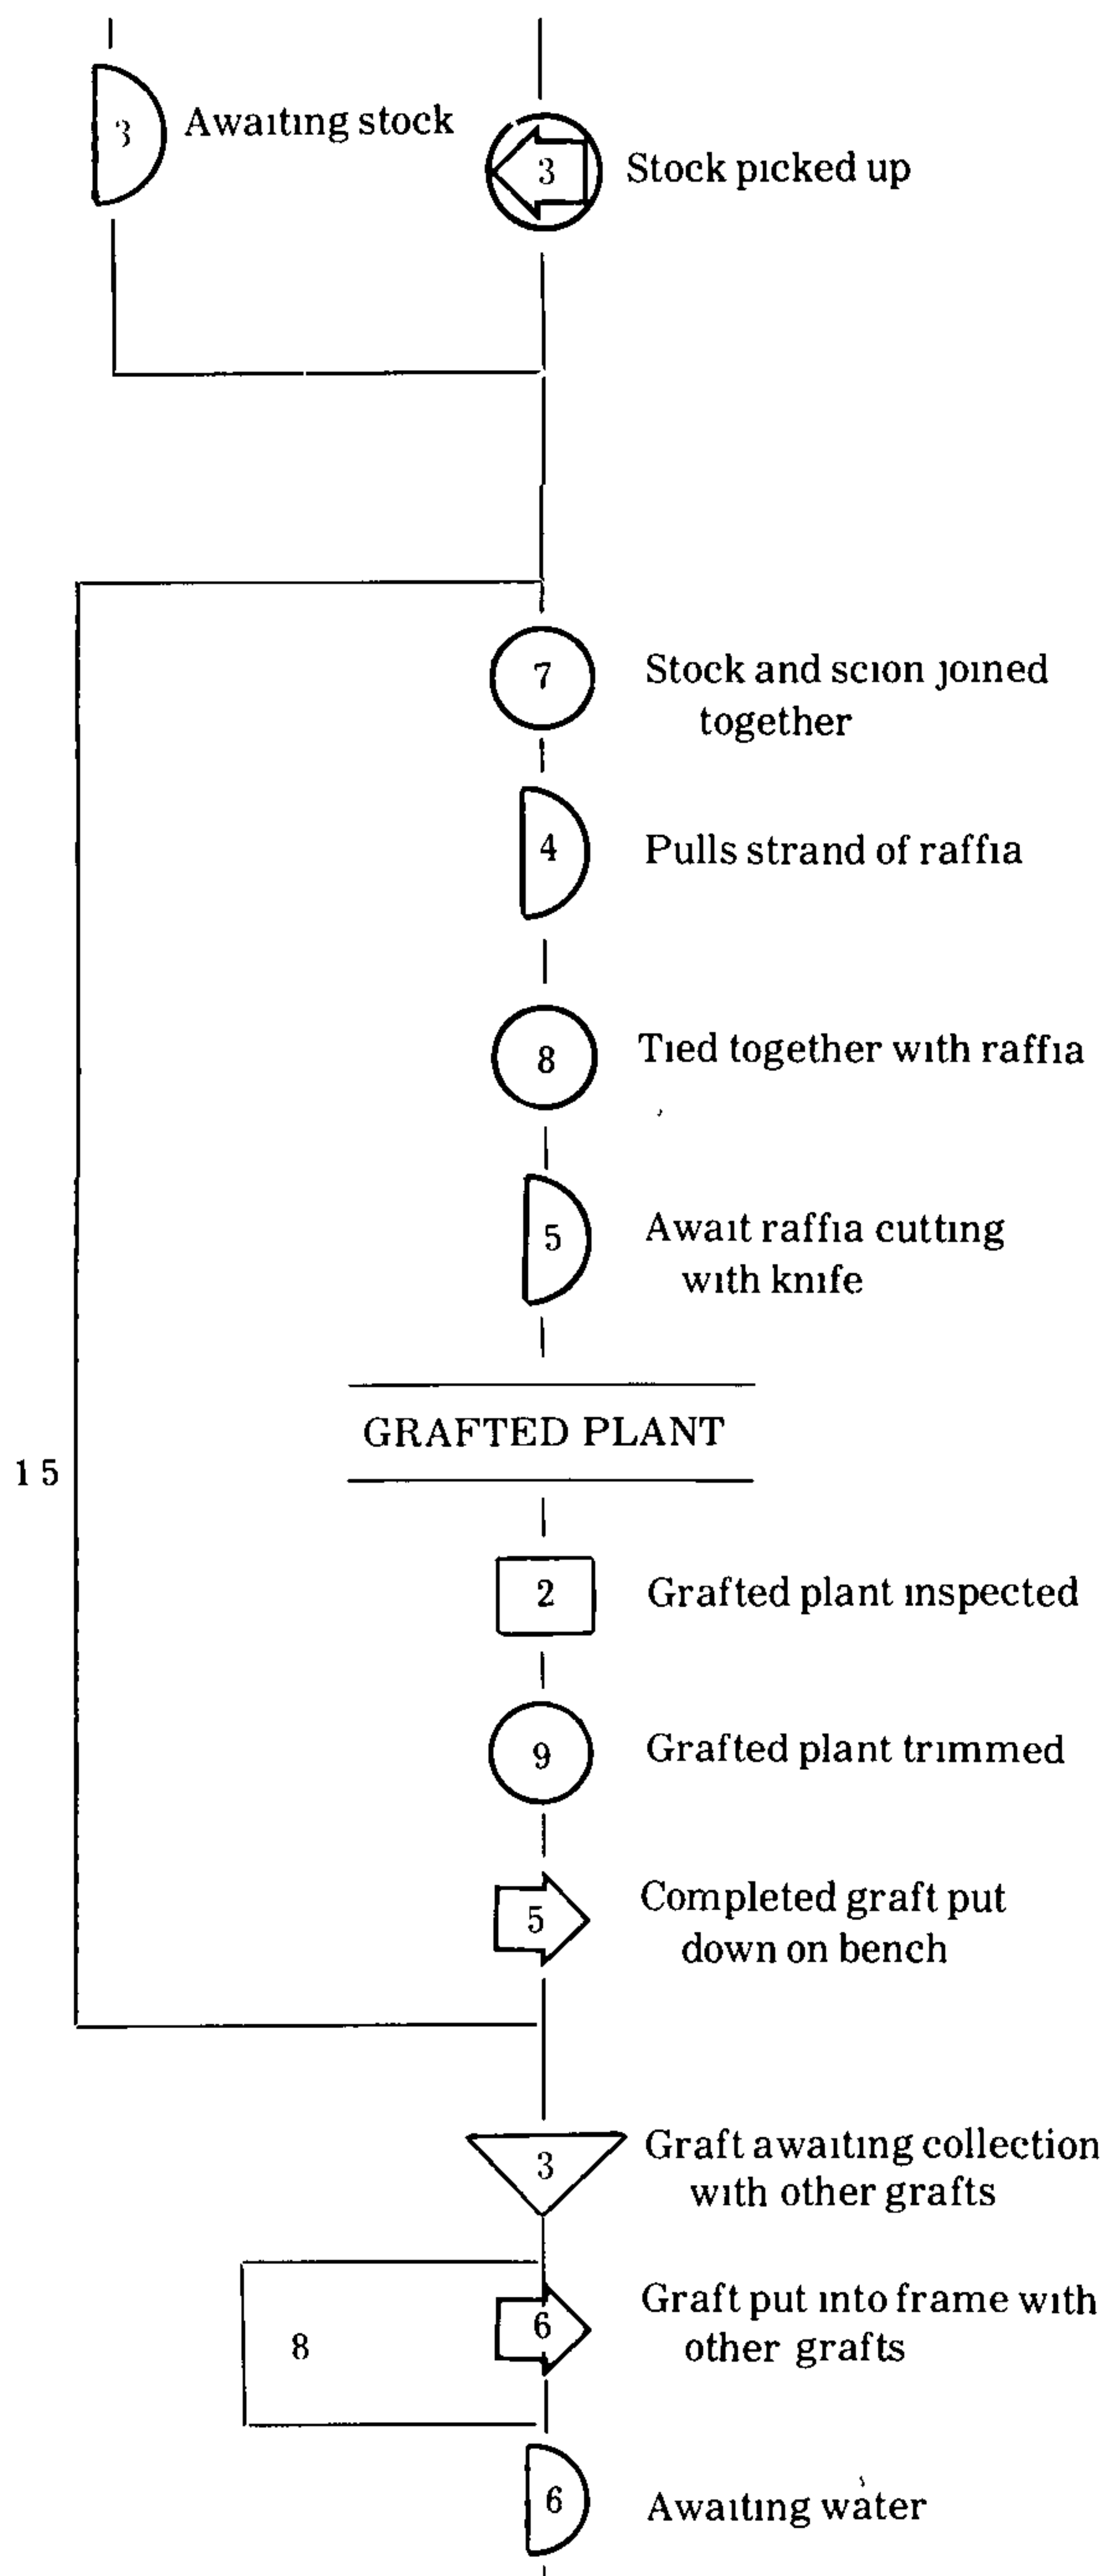 3 Awaiting stock
3 Stock picked up
7 Stock and scion joined
together
4 Pulls strand of raffia
8 Tied together with raffia
5 Await raffia cutting
with knife
GRAFTED PLANT
15
2 Grafted plant inspected
9 Grafted plant trimmed
5 Completed graft put
down on bench
3 Graft awaiting collection
with other grafts
6 Graft put into frame with
other grafts
8
6 Awaiting water